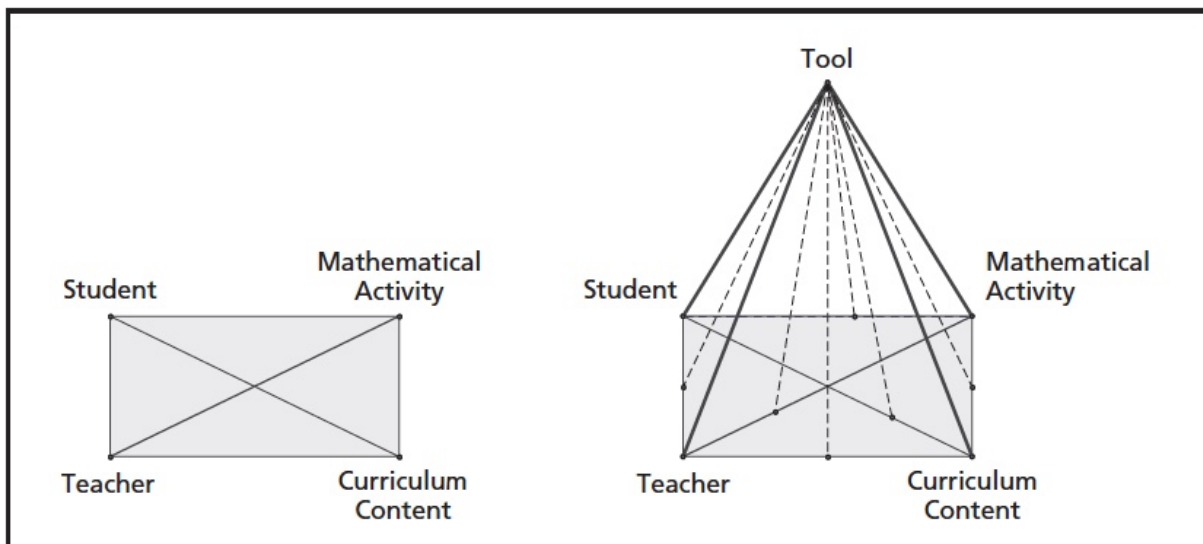 Tool
Mathematical
Activity
Student
Mathematical
Activity
Student
Teacher
Curriculum
Content
Teacher
Curriculum
Content